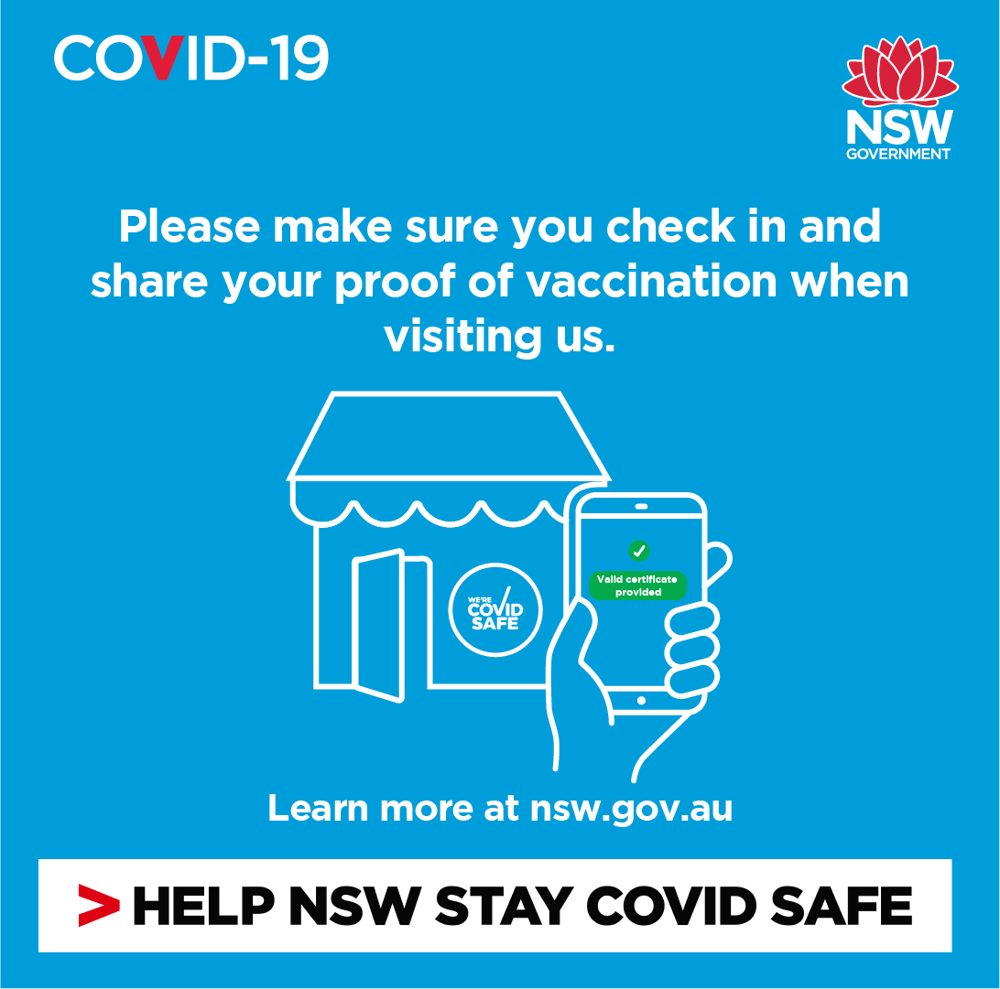 COVID-19
NSW
GOVERNMENT
Please make sure you check in and
share your proof of vaccination when
visiting us.
Valid certificate
provided
WE'RE
COVID
SAFE
Learn more at nsw.gov.au
> HELP NSW STAY COVID SAFE